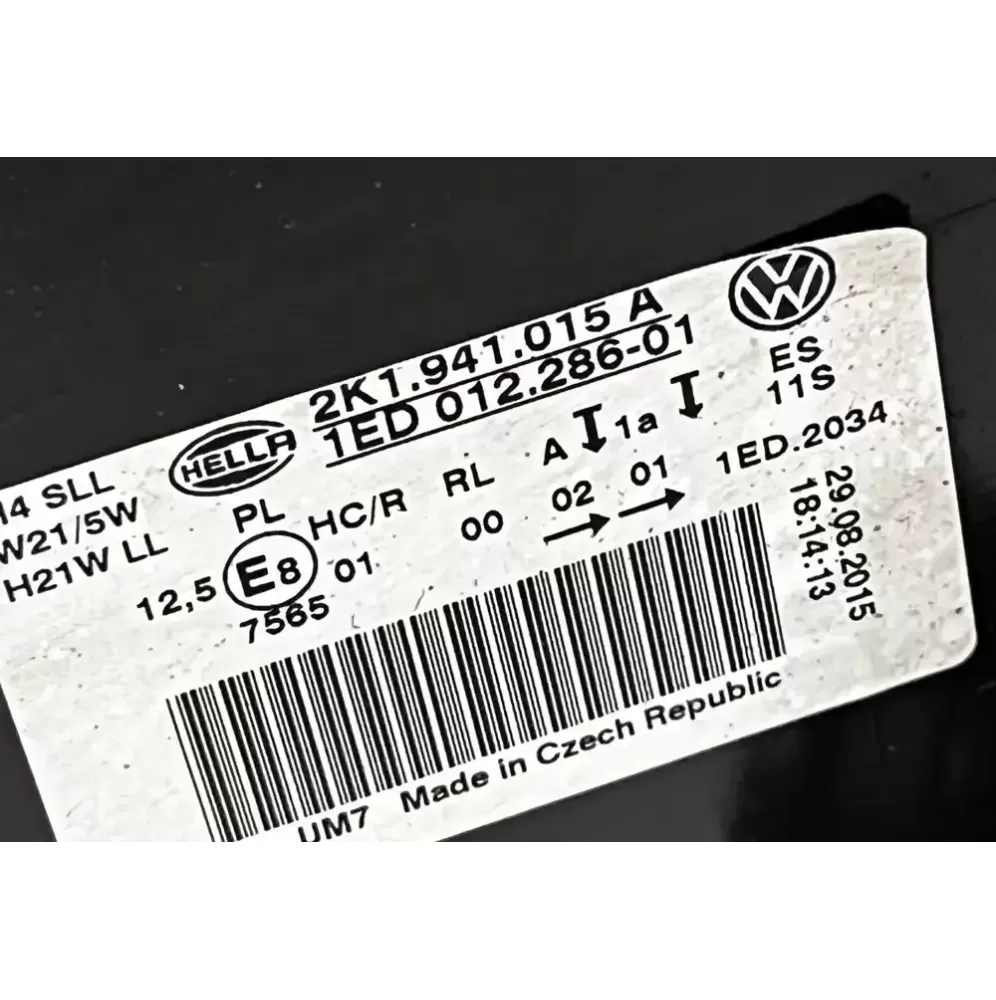 2K1.941.015 A
HELLA 1ED 012.286-01
ES
11S
14 SLL
W21/5W
H21W LL
PL HC/R RL A 1a
12,5 E8 01 00 02 01 1ED.2034
7565
29.08.2015
18:14:13
UM7 Made in Czech Republic